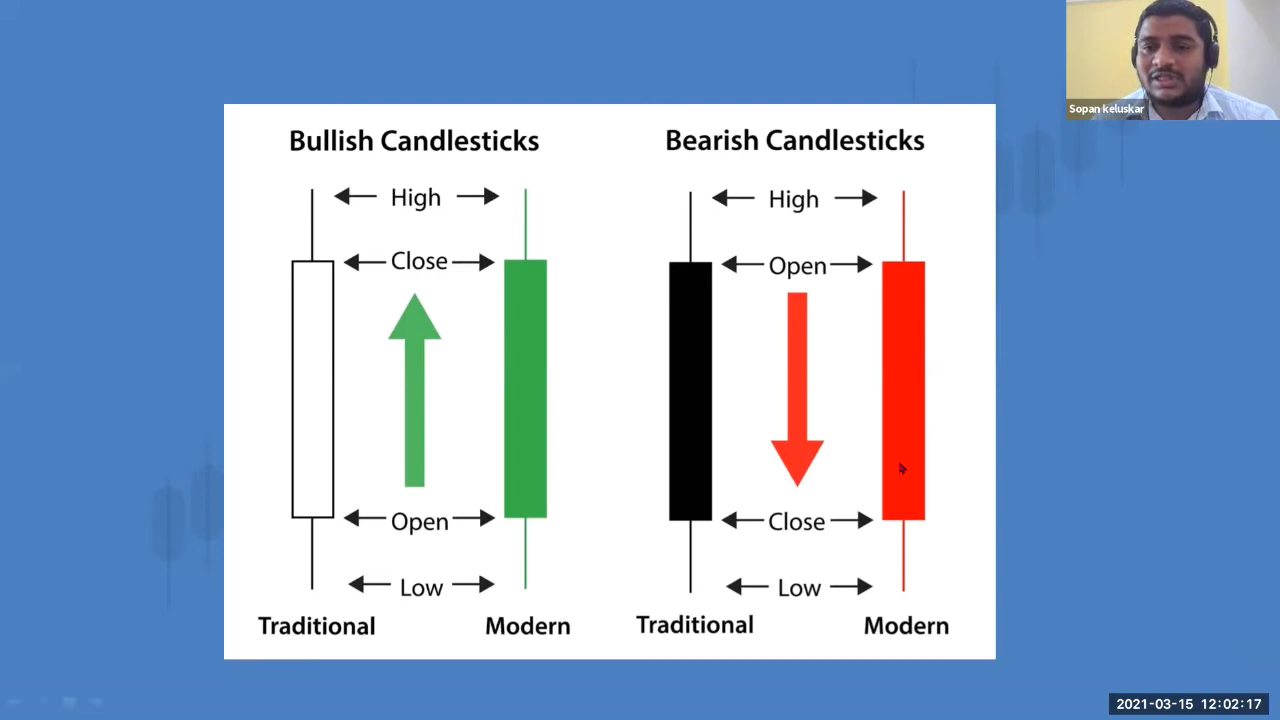 Sopan keluskar
Bullish Candlesticks
Bearish Candlesticks
High
High
Close
Open
Open
Close
Low
Low
Traditional
Modern
Traditional
Modern
2021-03-15 12:02:17